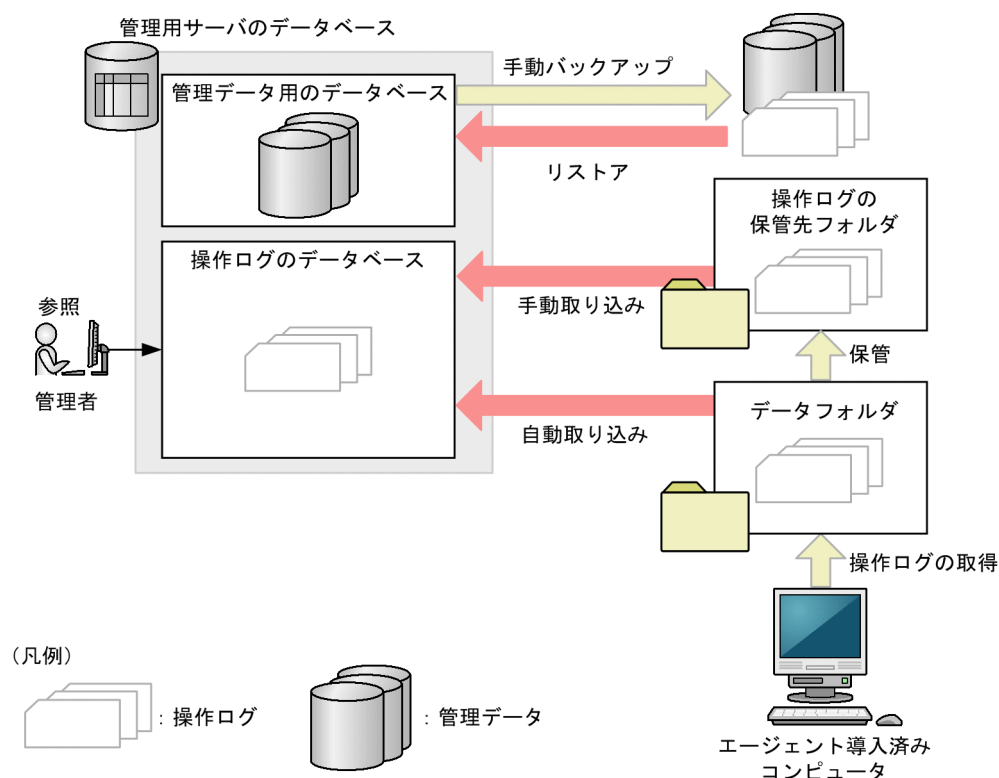 管理用サーバのデータベース
手動バックアップ
管理データ用のデータベース
リストア
操作ログの
保管先フォルダ
操作ログのデータベース
参照
手動取り込み
保管
管理者
データフォルダ
自動取り込み
操作ログの取得
(凡例)
：操作ログ
：管理データ
エージェント導入済み
コンピュータ